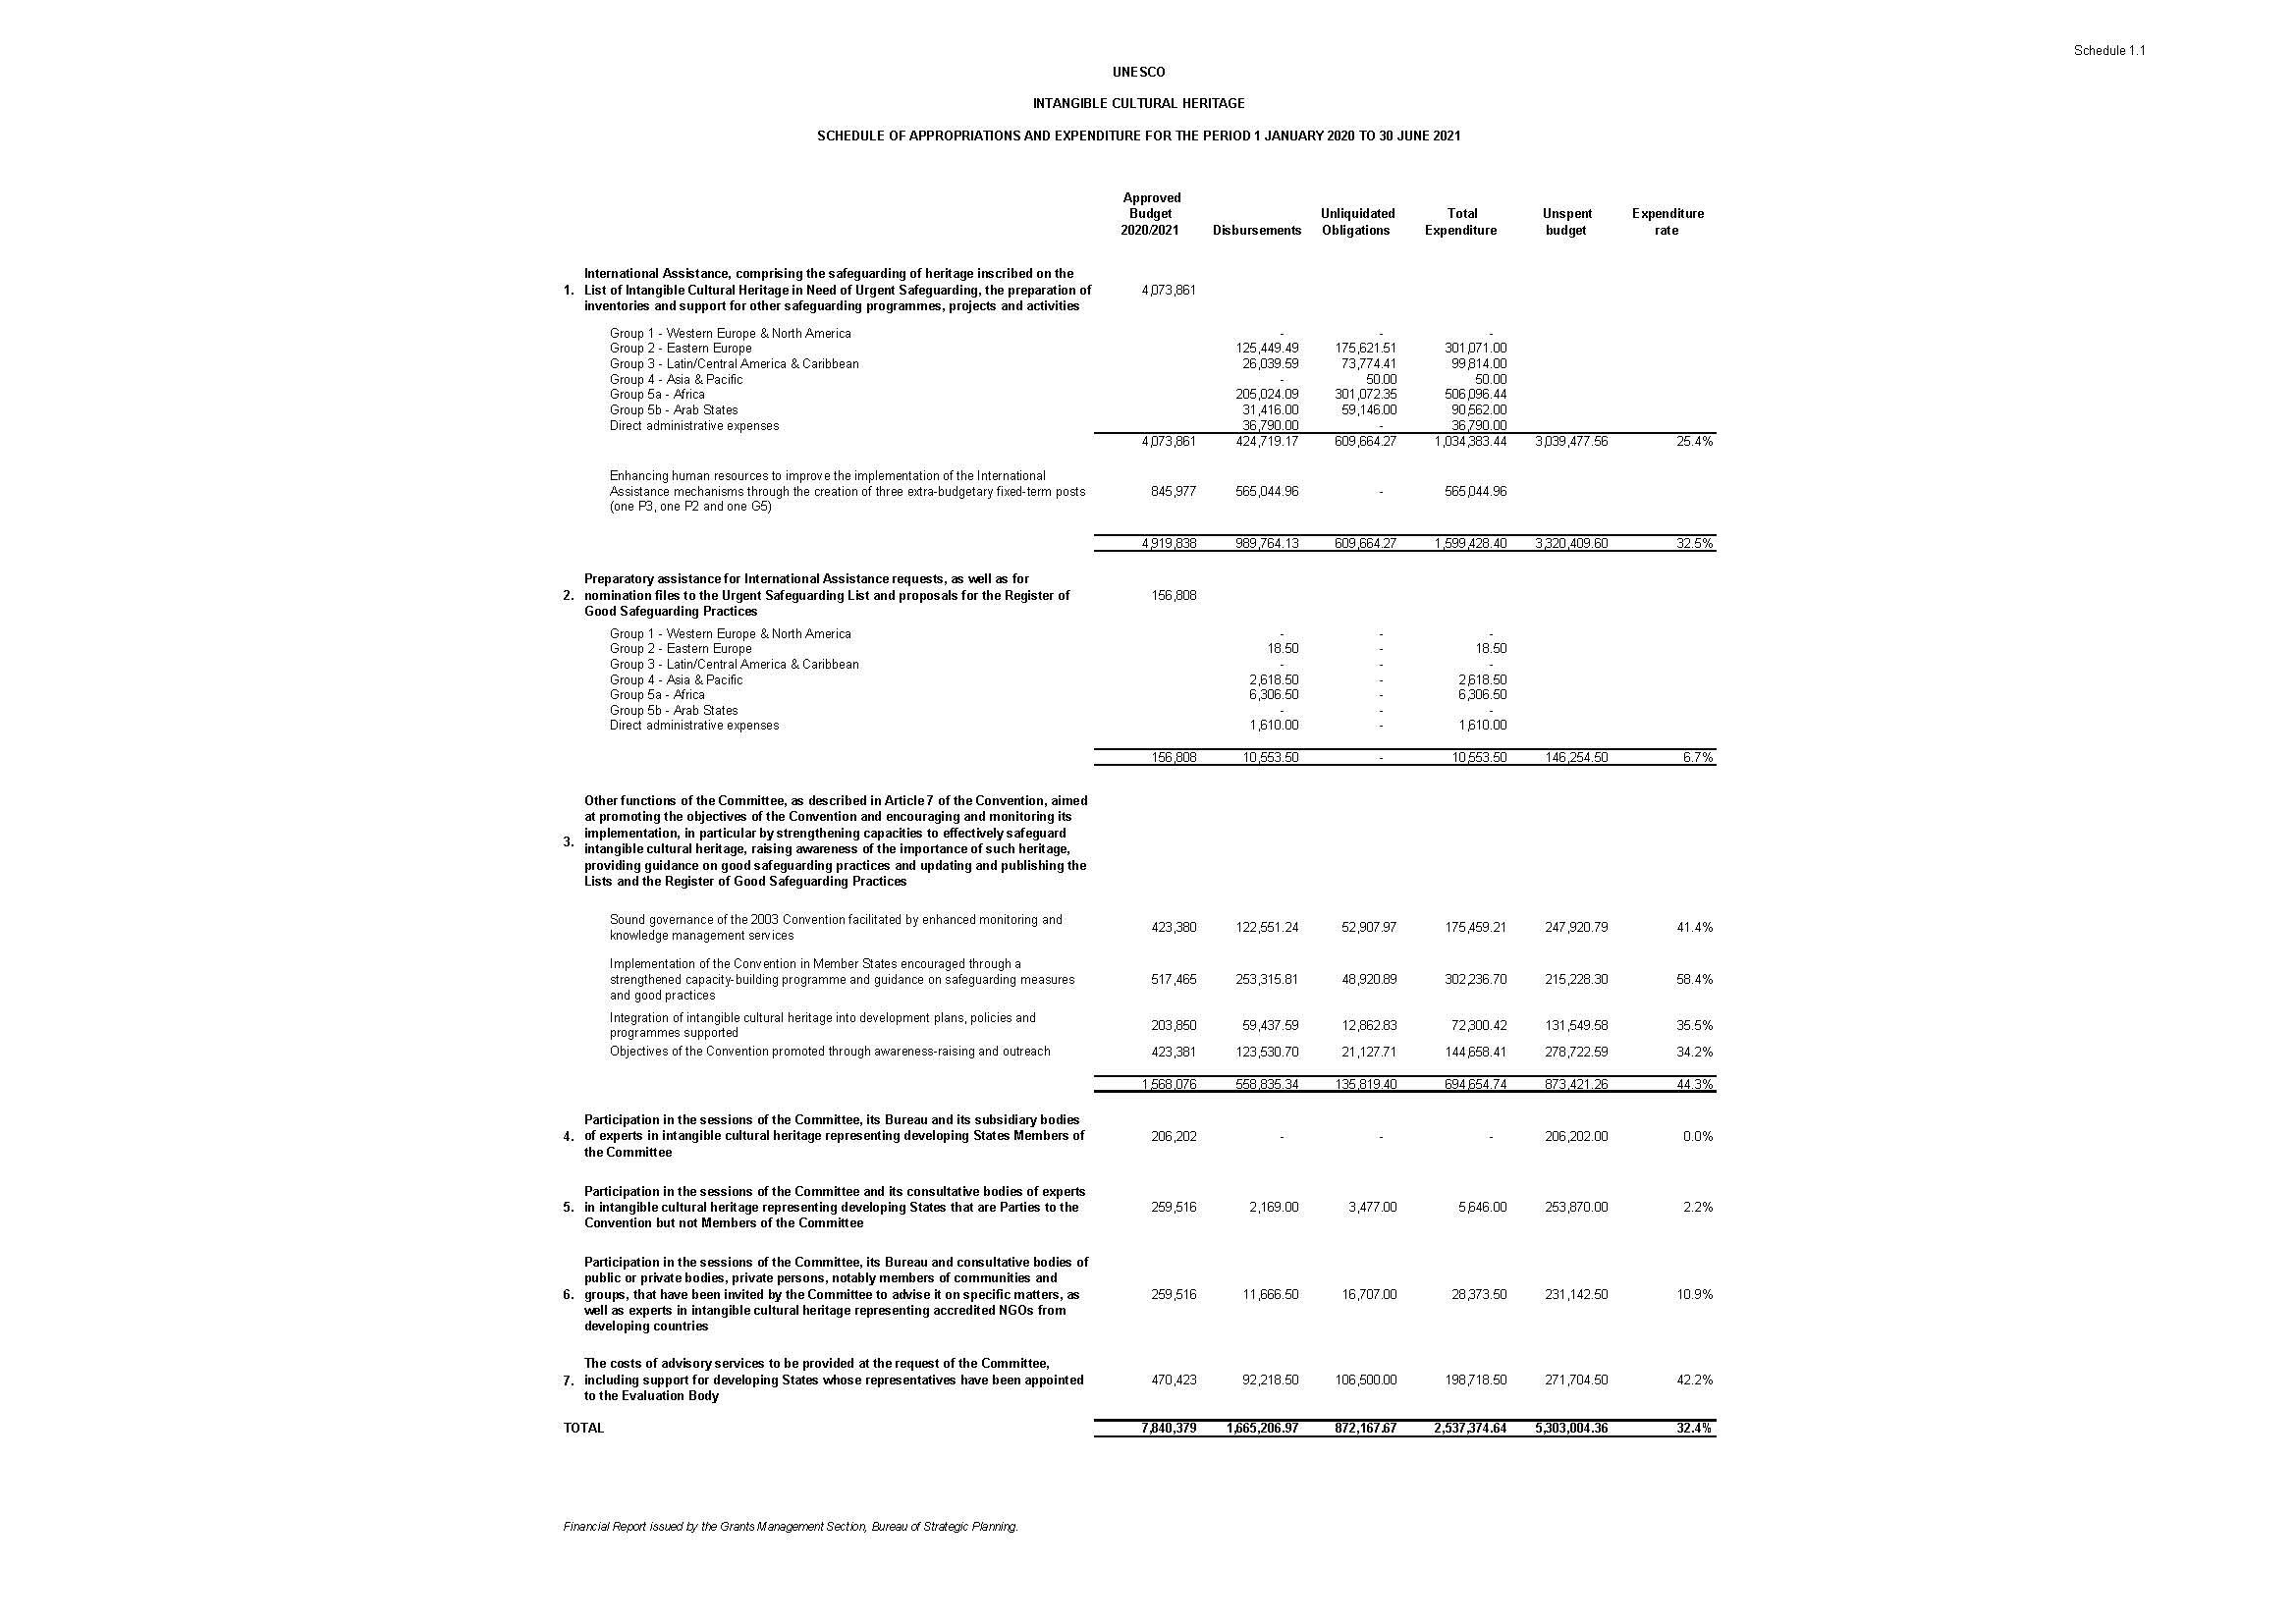 Schedule 1.1
UNESCO
INTANGIBLE CULTURAL HERITAGE
SCHEDULE OF APPROPRIATIONS AND EXPENDITURE FOR THE PERIOD 1 JANUARY 2020 TO 30 JUNE 2021
Approved
Budget Unliquidated Total Unspent Expenditure
2020/2021 Disbursements Obligations Expenditure budget rate
International Assistance, comprising the safeguarding of heritage inscribed on the
1. List of Intangible Cultural Heritage in Need of Urgent Safeguarding, the preparation of 4,073,861
inventories and support for other safeguarding programmes, projects and activities
Group 1 - Western Europe & North America - - -
Group 2 - Eastern Europe 125,449.49 175,621.51 301,071.00
Group 3 - Latin/Central America & Caribbean 26,039.59 73,774.41 99,814.00
Group 4 - Asia & Pacific - 50.00 50.00
Group 5a - Africa 205,024.09 301,072.35 506,096.44
Group 5b - Arab States 31,416.00 59,146.00 90,562.00
Direct administrative expenses 36,790.00 - 36,790.00
4,073,861 424,719.17 609,664.27 1,034,383.44 3,039,477.56 25.4%
Enhancing human resources to improve the implementation of the International
Assistance mechanisms through the creation of three extra-budgetary fixed-term posts 845,977 565,044.96 - 565,044.96
(one P3, one P2 and one G5)
4,919,838 989,764.13 609,664.27 1,599,428.40 3,320,409.60 32.5%
Preparatory assistance for International Assistance requests, as well as for
2. nomination files to the Urgent Safeguarding List and proposals for the Register of 156,808
Good Safeguarding Practices
Group 1 - Western Europe & North America - - -
Group 2 - Eastern Europe 18.50 - 18.50
Group 3 - Latin/Central America & Caribbean - - -
Group 4 - Asia & Pacific 2,618.50 - 2,618.50
Group 5a - Africa 6,306.50 - 6,306.50
Group 5b - Arab States - - -
Direct administrative expenses 1,610.00 - 1,610.00
156,808 10,553.50 - 10,553.50 146,254.50 6.7%
Other functions of the Committee, as described in Article 7 of the Convention, aimed
at promoting the objectives of the Convention and encouraging and monitoring its
implementation, in particular by strengthening capacities to effectively safeguard
3. intangible cultural heritage, raising awareness of the importance of such heritage,
providing guidance on good safeguarding practices and updating and publishing the
Lists and the Register of Good Safeguarding Practices
Sound governance of the 2003 Convention facilitated by enhanced monitoring and
knowledge management services 423,380 122,551.24 52,907.97 175,459.21 247,920.79 41.4%
Implementation of the Convention in Member States encouraged through a
strengthened capacity-building programme and guidance on safeguarding measures 517,465 253,315.81 48,920.89 302,236.70 215,228.30 58.4%
and good practices
Integration of intangible cultural heritage into development plans, policies and
programmes supported 203,850 59,437.59 12,862.83 72,300.42 131,549.58 35.5%
Objectives of the Convention promoted through awareness-raising and outreach 423,381 123,530.70 21,127.71 144,658.41 278,722.59 34.2%
1,568,076 558,835.34 135,819.40 694,654.74 873,421.26 44.3%
Participation in the sessions of the Committee, its Bureau and its subsidiary bodies
4. of experts in intangible cultural heritage representing developing States Members of 206,202 - - - 206,202.00 0.0%
the Committee
Participation in the sessions of the Committee and its consultative bodies of experts
5. in intangible cultural heritage representing developing States that are Parties to the 259,516 2,169.00 3,477.00 5,646.00 253,870.00 2.2%
Convention but not Members of the Committee
Participation in the sessions of the Committee, its Bureau and consultative bodies of
public or private bodies, private persons, notably members of communities and
6. groups, that have been invited by the Committee to advise it on specific matters, as 259,516 11,666.50 16,707.00 28,373.50 231,142.50 10.9%
well as experts in intangible cultural heritage representing accredited NGOs from
developing countries
The costs of advisory services to be provided at the request of the Committee,
7. including support for developing States whose representatives have been appointed 470,423 92,218.50 106,500.00 198,718.50 271,704.50 42.2%
to the Evaluation Body
TOTAL 7,840,379 1,665,206.97 872,167.67 2,537,374.64 5,303,004.36 32.4%
Financial Report issued by the Grants Management Section, Bureau of Strategic Planning.